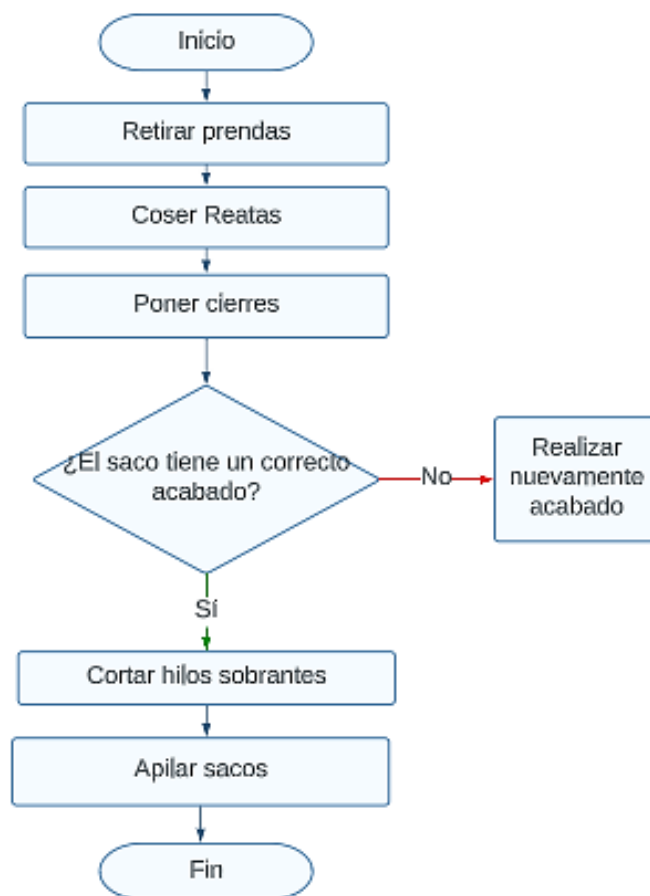 Inicio
Retirar prendas
Coser Reatas
Poner cierres
¿El saco tiene un correcto
acabado?
No
Realizar
nuevamente
acabado
Sí
Cortar hilos sobrantes
Apilar sacos
Fin